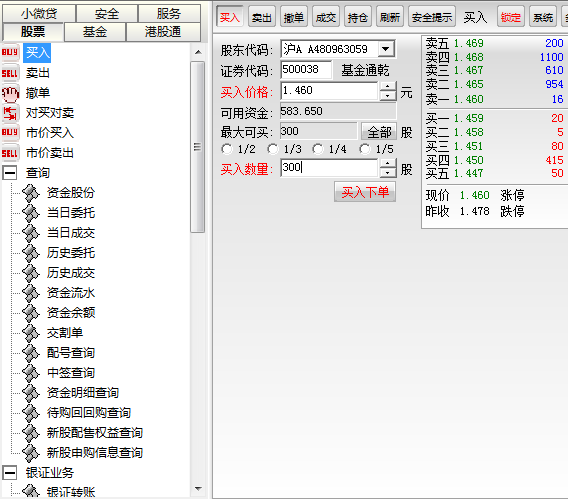 小微贷 安全 服务
股票 基金 港股通
BUY 买入
SELL 卖出
撤单
对买对卖
BUY 市价买入
SELL 市价卖出
查询
资金股份
当日委托
当日成交
历史委托
历史成交
资金流水
资金余额
交割单
配号查询
中签查询
资金明细查询
待购回回购查询
新股配售权益查询
新股申购信息查询
银证业务
银证转账
买入 卖出 撤单 成交 持仓 刷新 安全提示 买入 锁定 系统
股东代码: 沪A A480963059
证券代码: 500038 基金通乾
买入价格: 1.460 元
可用资金: 583.650
最大可买: 300 全部 股
1/2 1/3 1/4 1/5
买入数量: 300 股
买入下单
卖五 1.469 200
卖四 1.468 1100
卖三 1.467 610
卖二 1.465 954
卖一 1.460 16
买一 1.459 20
买二 1.458 5
买三 1.451 80
买四 1.450 415
买五 1.447 50
现价 1.460 涨停
昨收 1.478 跌停